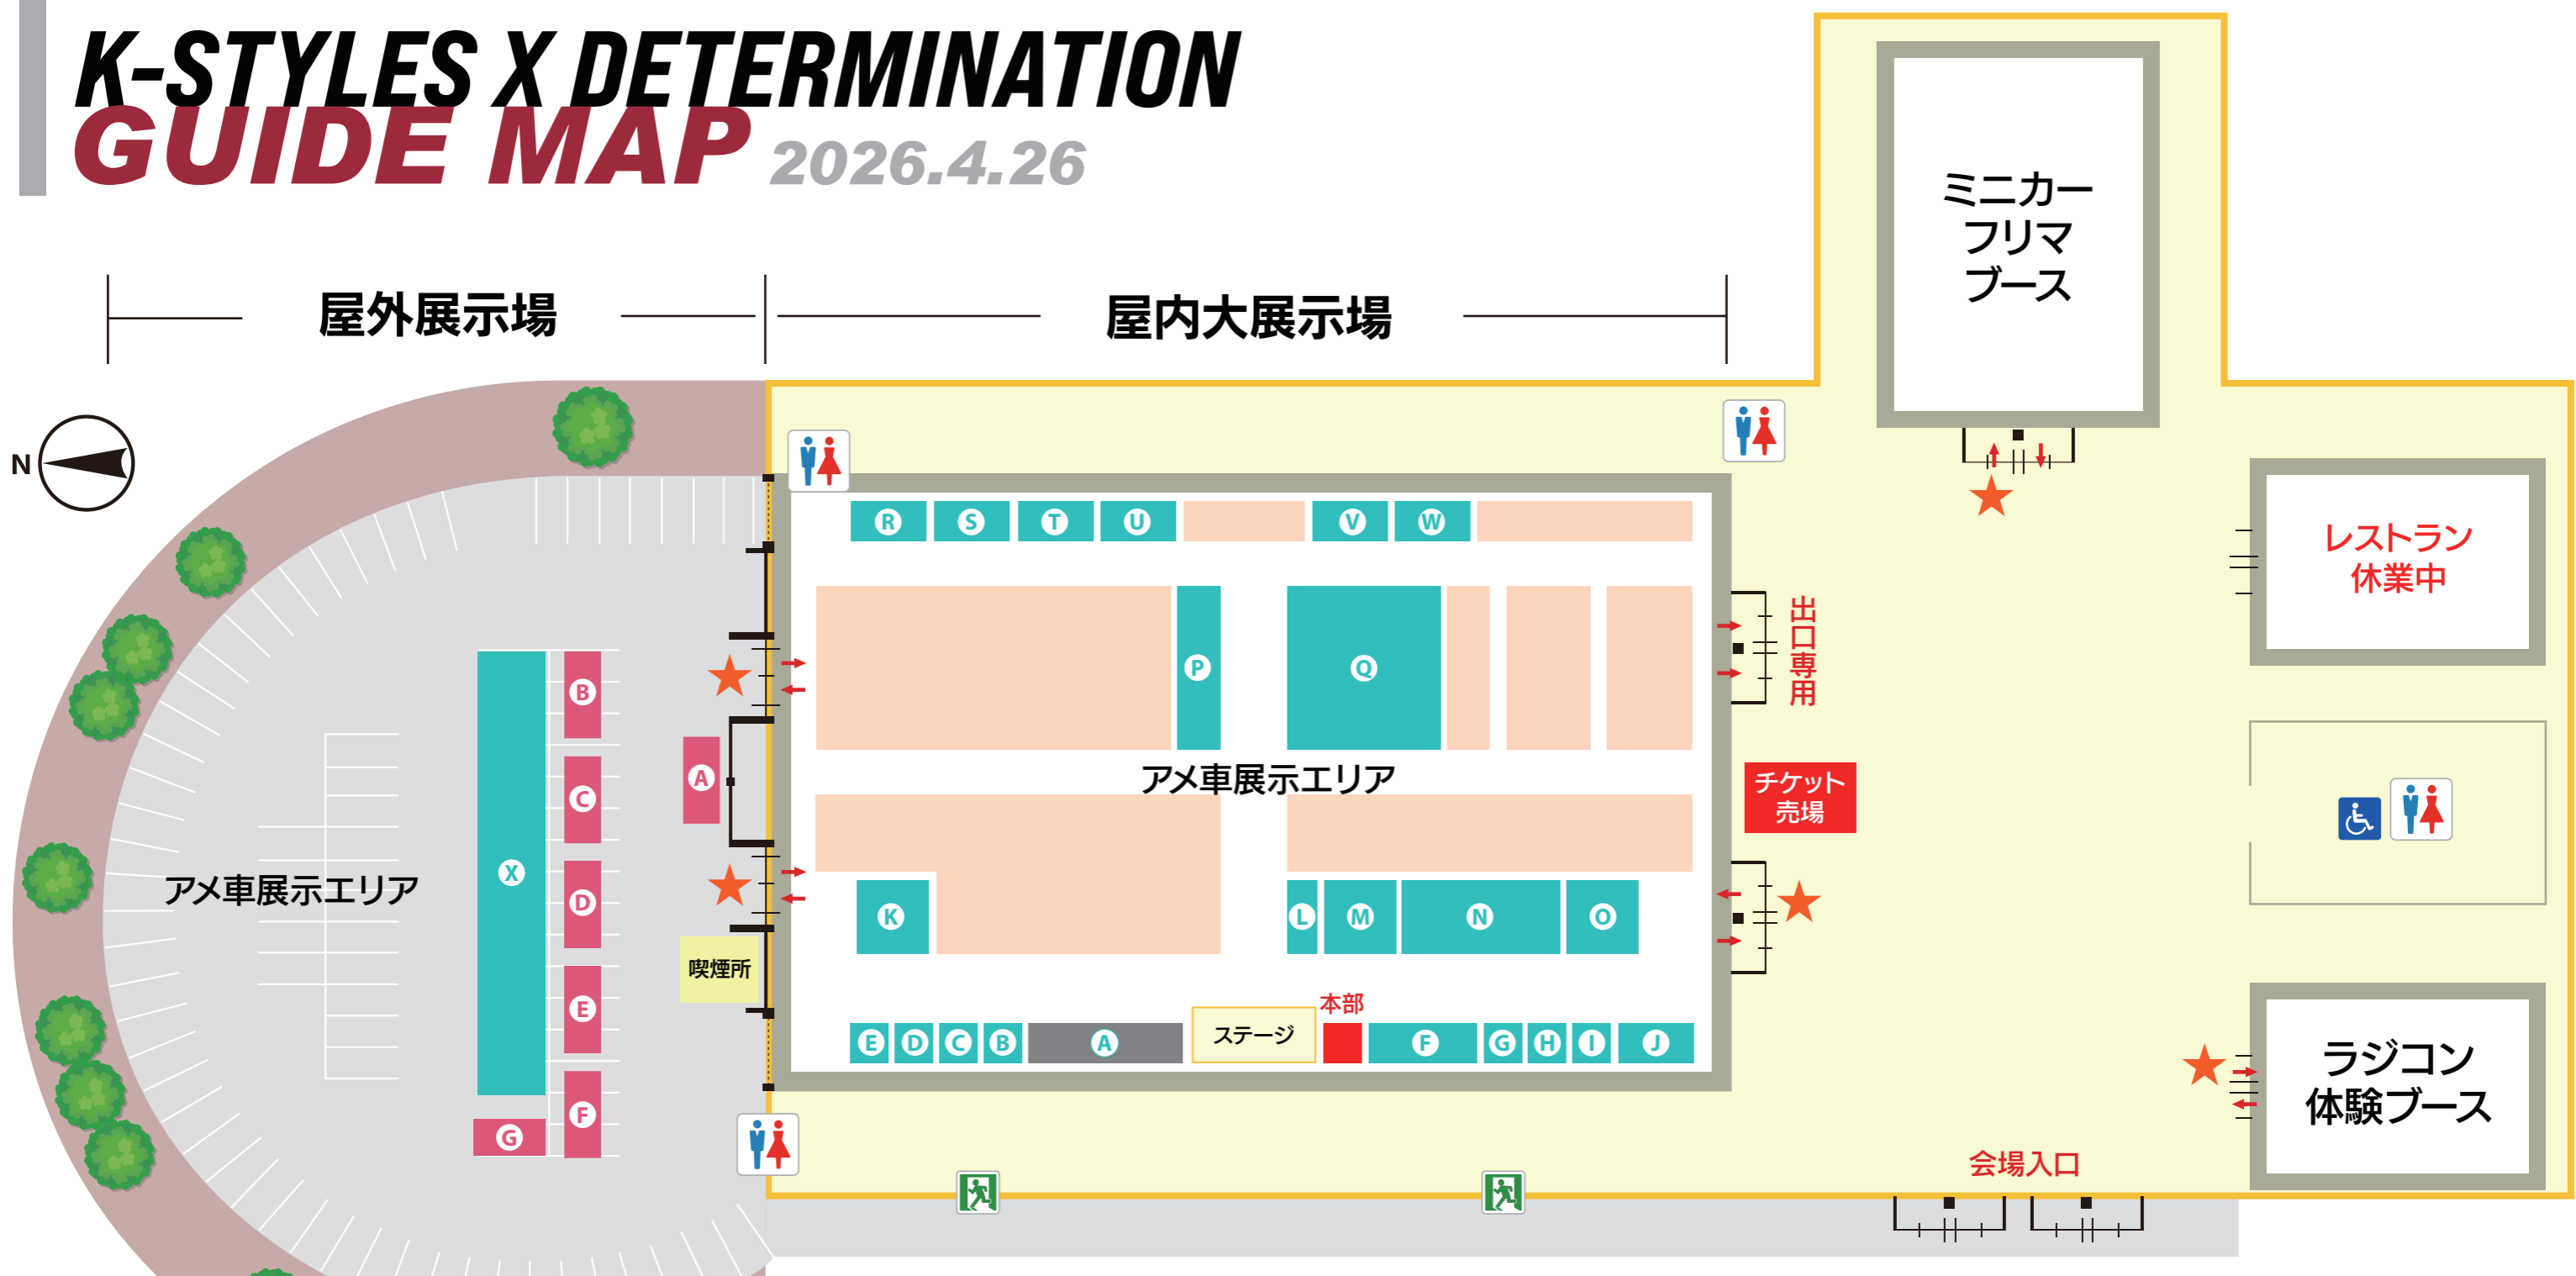 K-STYLES X DETERMINATION
GUIDE MAP 2026.4.26
屋外展示場
屋内大展示場
N
ミニカー
フリマ
ブース
R
S
T
U
V
W
P
Q
アメ車展示エリア
K
L
M
N
O
E
D
C
B
A
ステージ
本部
F
G
H
I
J
X
B
C
D
E
F
G
A
アメ車展示エリア
喫煙所
出口専用
チケット
売場
レストラン
休業中
ラジコン
体験ブース
会場入口